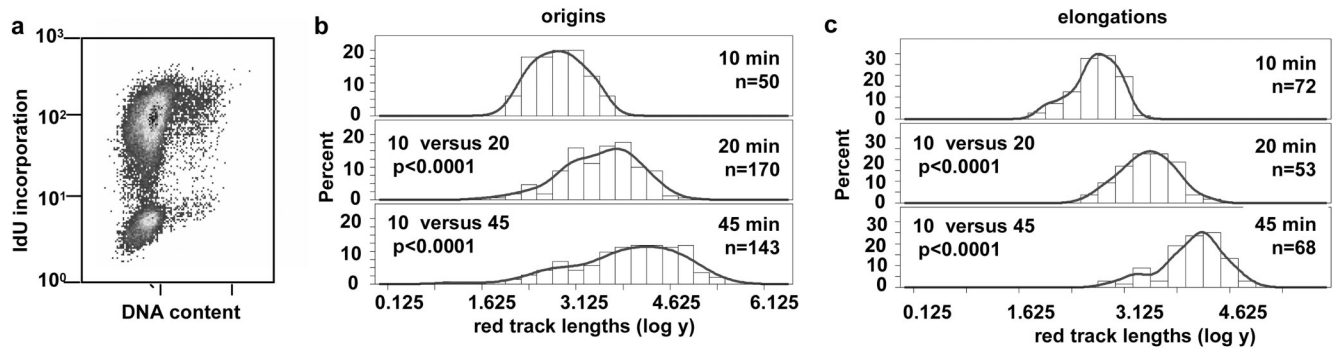 a
10³
10²
10¹
10⁰
IdU incorporation
DNA content
b
origins
20
10
0
10 min
n=50
20
10
0
10 versus 20
p<0.0001
20 min
n=170
20
10
0
10 versus 45
p<0.0001
45 min
n=143
Percent
0.125 1.625 3.125 4.625 6.125
red track lengths (log y)
c
elongations
30
20
10
0
10 min
n=72
30
20
10
0
10 versus 20
p<0.0001
20 min
n=53
30
20
10
0
10 versus 45
p<0.0001
45 min
n=68
Percent
0.125 1.625 3.125 4.625
red track lengths (log y)